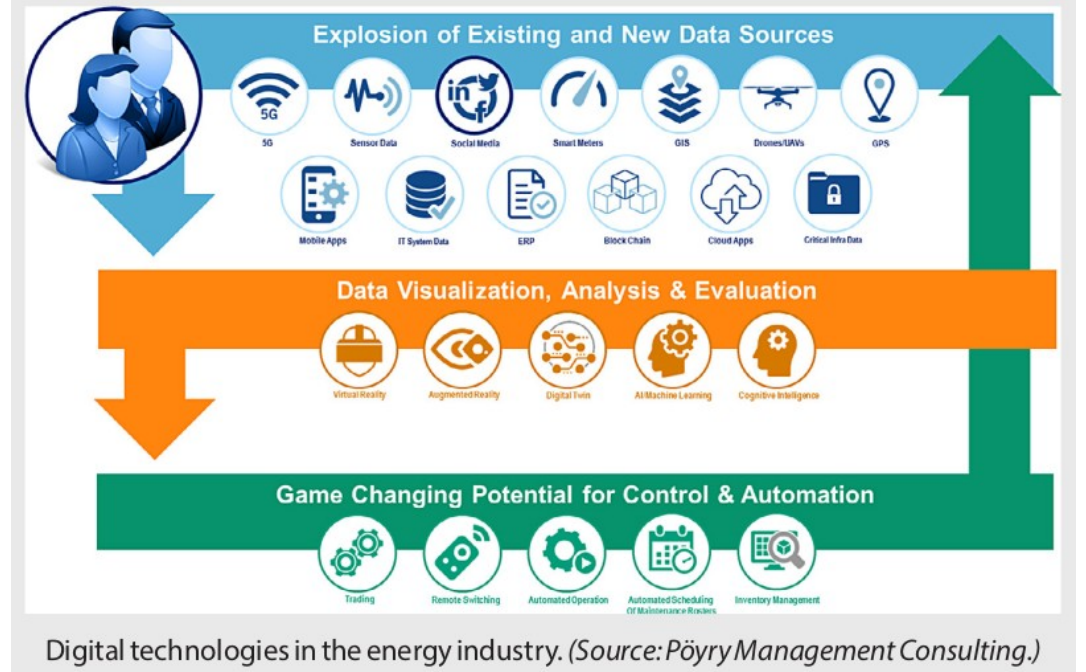 Explosion of Existing and New Data Sources
5G
in f
5G Sensor Data Social Media Smart Meters GIS Drones/UAVs GPS
Mobile Apps IT System Data ERP Block Chain Cloud Apps Critical Infra Data
Data Visualization, Analysis & Evaluation
Virtual Reality Augmented Reality Digital Twin AI/Machine Learning Cognitive Intelligence
Game Changing Potential for Control & Automation
Trading Remote Switching Automated Operation Automated Scheduling Inventory Management
Of Maintenance Rosters
Digital technologies in the energy industry. (Source: Pöyry Management Consulting.)